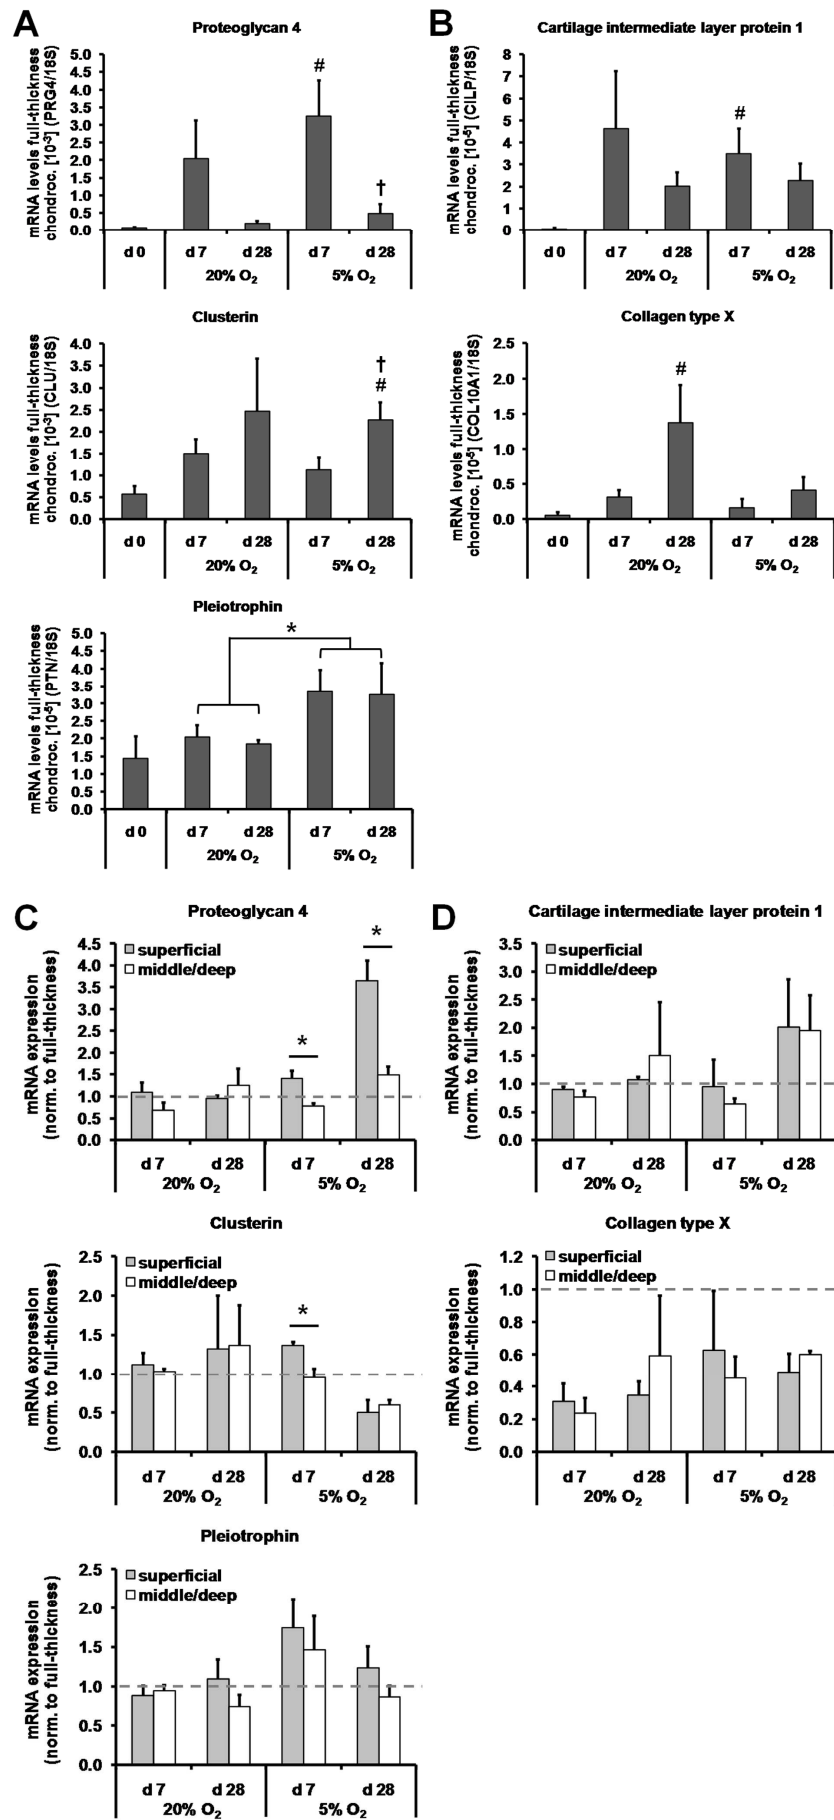 A
Proteoglycan 4
mRNA levels full-thickness
chondroc. [10⁻³] (PRG4/18S)
5.0
4.5
4.0
3.5
3.0
2.5
2.0
1.5
1.0
0.5
0.0
#
†
d 0 d 7 d 28 d 7 d 28
20% O₂ 5% O₂
B
Cartilage intermediate layer protein 1
mRNA levels full-thickness
chondroc. [10⁻⁵] (CILP/18S)
8
7
6
5
4
3
2
1
0
#
d 0 d 7 d 28 d 7 d 28
20% O₂ 5% O₂
Clusterin
mRNA levels full-thickness
chondroc. [10⁻³] (CLU/18S)
4.0
3.5
3.0
2.5
2.0
1.5
1.0
0.5
0.0
†
#
d 0 d 7 d 28 d 7 d 28
20% O₂ 5% O₂
Collagen type X
mRNA levels full-thickness
chondroc. [10⁻⁵] (COL10A1/18S)
2.5
2.0
1.5
1.0
0.5
0.0
#
d 0 d 7 d 28 d 7 d 28
20% O₂ 5% O₂
Pleiotrophin
mRNA levels full-thickness
chondroc. [10⁻⁵] (PTN/18S)
5.0
4.5
4.0
3.5
3.0
2.5
2.0
1.5
1.0
0.5
0.0
*
d 0 d 7 d 28 d 7 d 28
20% O₂ 5% O₂
C
Proteoglycan 4
mRNA expression
(norm. to full-thickness)
4.5
4.0
3.5
3.0
2.5
2.0
1.5
1.0
0.5
0.0
superficial
middle/deep
*
*
d 7 d 28 d 7 d 28
20% O₂ 5% O₂
D
Cartilage intermediate layer protein 1
mRNA expression
(norm. to full-thickness)
3.5
3.0
2.5
2.0
1.5
1.0
0.5
0.0
superficial
middle/deep
d 7 d 28 d 7 d 28
20% O₂ 5% O₂
Clusterin
mRNA expression
(norm. to full-thickness)
2.5
2.0
1.5
1.0
0.5
0.0
superficial
middle/deep
*
d 7 d 28 d 7 d 28
20% O₂ 5% O₂
Collagen type X
mRNA expression
(norm. to full-thickness)
1.2
1.0
0.8
0.6
0.4
0.2
0.0
superficial
middle/deep
d 7 d 28 d 7 d 28
20% O₂ 5% O₂
Pleiotrophin
mRNA expression
(norm. to full-thickness)
2.5
2.0
1.5
1.0
0.5
0.0
superficial
middle/deep
d 7 d 28 d 7 d 28
20% O₂ 5% O₂